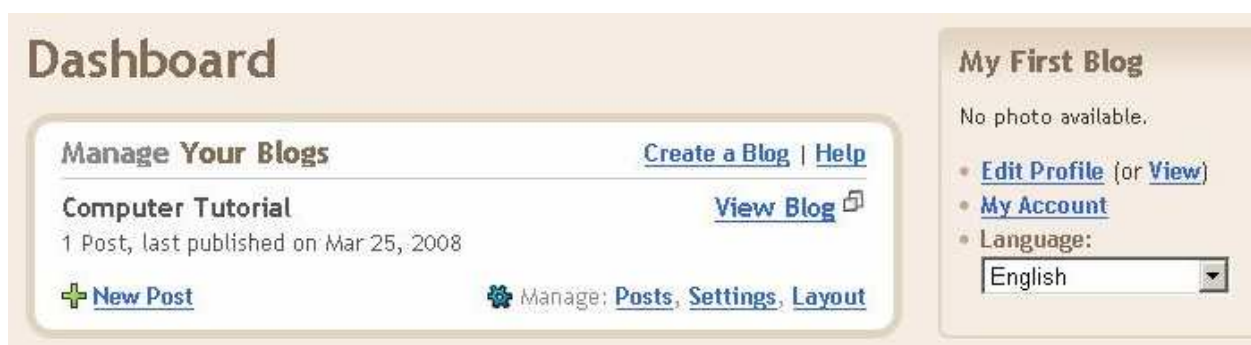 Dashboard
Manage Your Blogs
Create a Blog | Help
Computer Tutorial
View Blog
1 Post, last published on Mar 25, 2008
New Post
Manage: Posts, Settings, Layout
My First Blog
No photo available.
Edit Profile (or View)
My Account
Language:
English